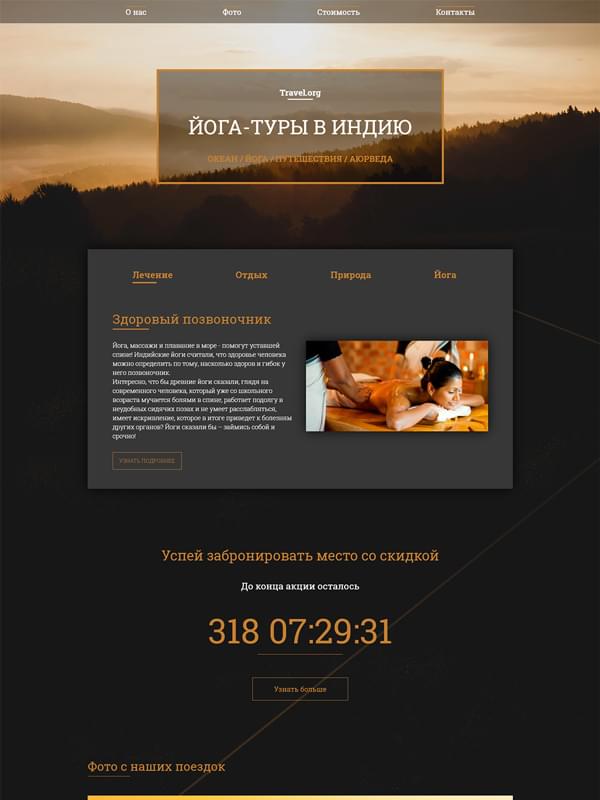 О нас Фото Стоимость Контакты
Travel.org
ЙОГА-ТУРЫ В ИНДИЮ
ОКЕАН / ЙОГА / ПУТЕШЕСТВИЯ / АЮРВЕДА
Лечение Отдых Природа Йога
Здоровый позвоночник
Йога, массажи и плавание в море - помогут уставшей
спине! Индийские йоги считали, что здоровье человека
можно определить по тому, насколько здоров и гибок у
него позвоночник.
Интересно, что бы древние йоги сказали, глядя на
современного человека, который уже со школьного
возраста мучается болями в спине, работает подолгу в
неудобных сидячих позах и не умеет расслабляться,
имеет искривление, которое в итоге приведет к болезням
других органов? Йоги сказали бы – займись собой и
срочно!
УЗНАТЬ ПОДРОБНЕЕ
Успей забронировать место со скидкой
До конца акции осталось
318 07:29:31
Узнать больше
Фото с наших поездок